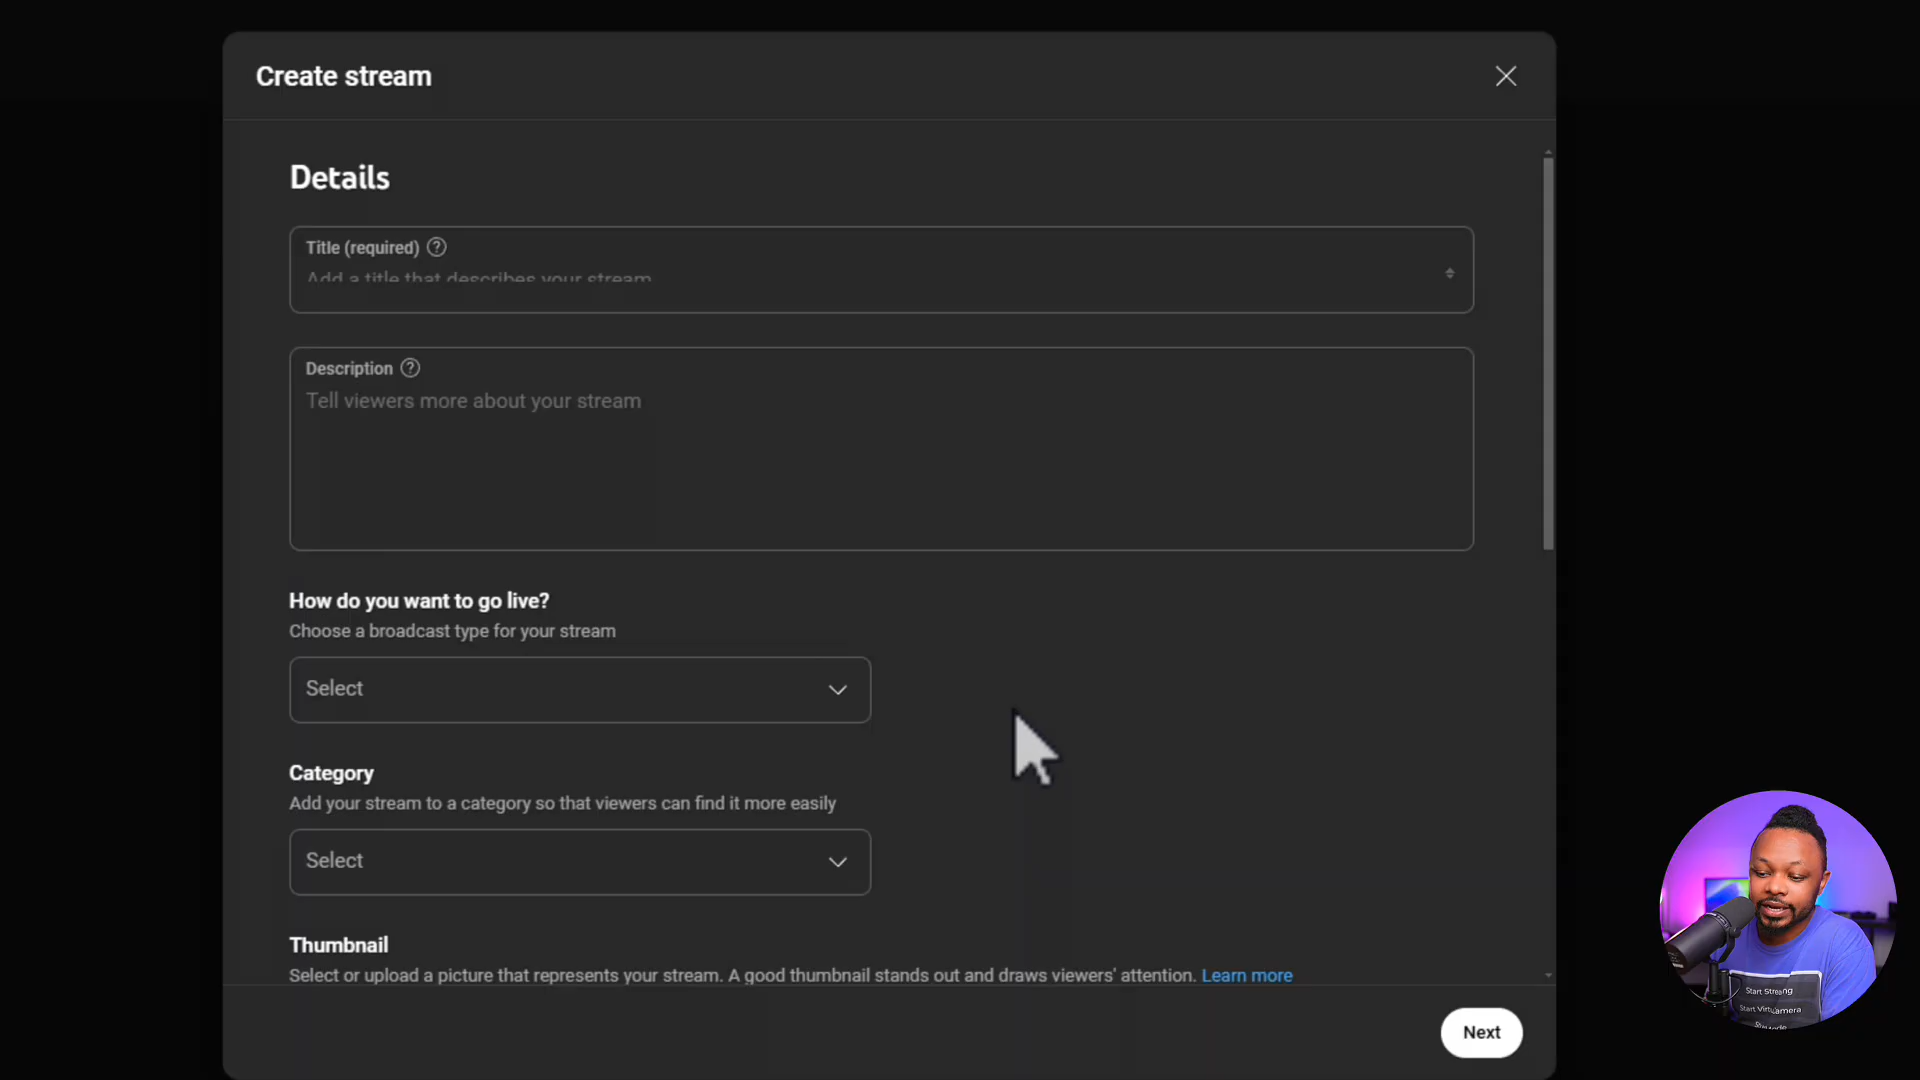 Create stream
Details
Title (required)
Add a title that describes your stream
Description
Tell viewers more about your stream
How do you want to go live?
Choose a broadcast type for your stream
Select
Category
Add your stream to a category so that viewers can find it more easily
Select
Thumbnail
Select or upload a picture that represents your stream. A good thumbnail stands out and draws viewers' attention. Learn more
Next
Start Streaming